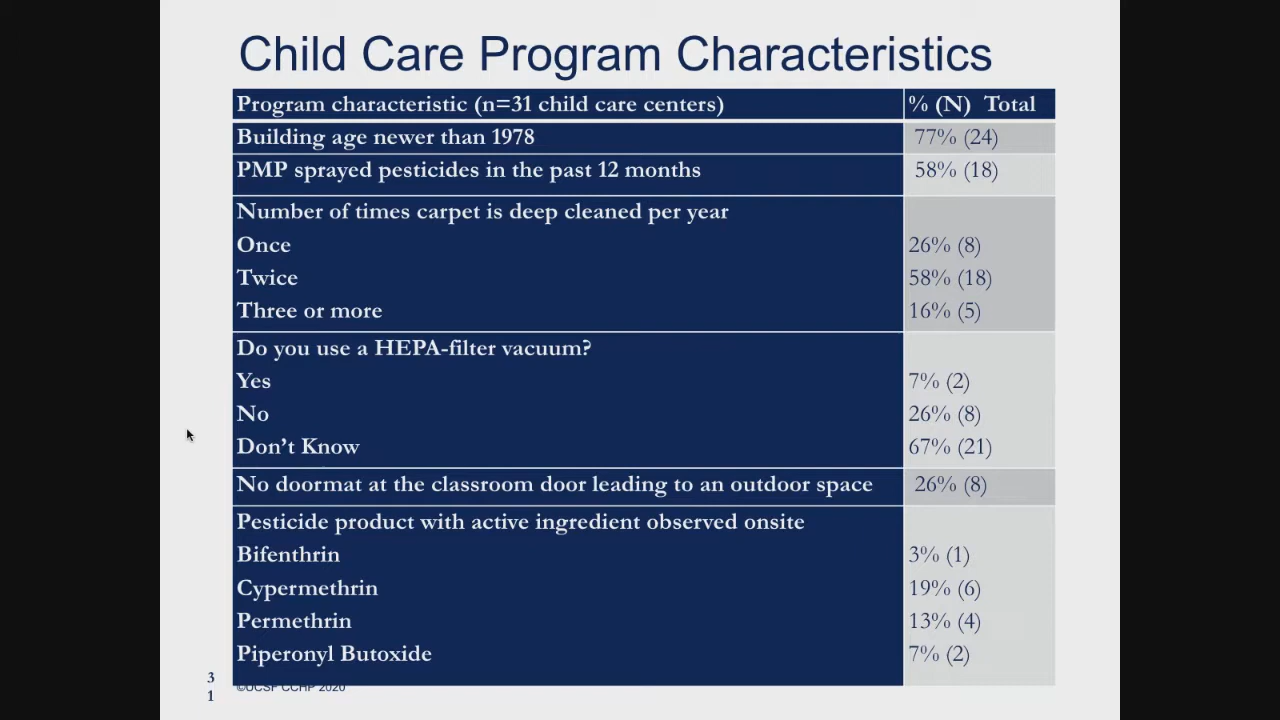 Child Care Program Characteristics
Program characteristic (n=31 child care centers) % (N) Total
Building age newer than 1978 77% (24)
PMP sprayed pesticides in the past 12 months 58% (18)
Number of times carpet is deep cleaned per year
Once 26% (8)
Twice 58% (18)
Three or more 16% (5)
Do you use a HEPA-filter vacuum?
Yes 7% (2)
No 26% (8)
Don’t Know 67% (21)
No doormat at the classroom door leading to an outdoor space 26% (8)
Pesticide product with active ingredient observed onsite
Bifenthrin 3% (1)
Cypermethrin 19% (6)
Permethrin 13% (4)
Piperonyl Butoxide 7% (2)
3
1
©UCSF CCHP 2020